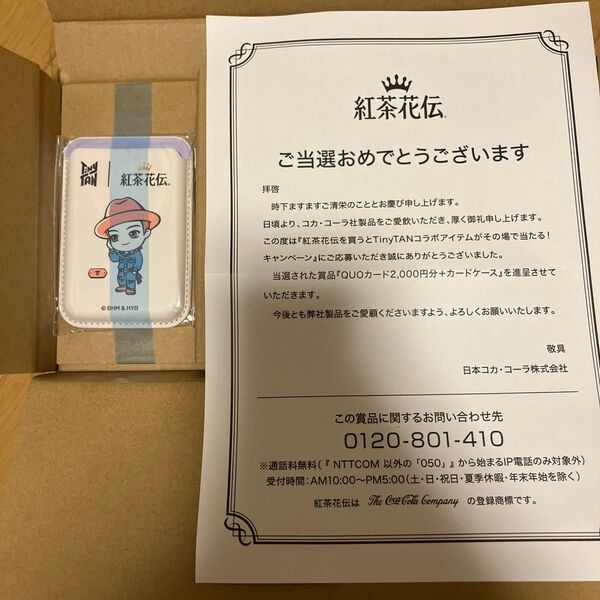 TINY TAN
紅茶花伝®
V
© BHM & HYB
紅茶花伝®
ご当選おめでとうございます
拝啓
時下ますますご清栄のこととお慶び申し上げます。
日頃より、コカ・コーラ社製品をご愛飲いただき、厚く御礼申し上げます。
この度は『紅茶花伝を買うとTinyTANコラボアイテムがその場で当たる!
キャンペーン』にご応募いただき誠にありがとうございました。
当選された賞品『QUOカード2,000円分+カードケース』を進呈させて
いただきます。
今後とも弊社製品をご愛顧くださいますよう、よろしくお願いいたします。
敬具
日本コカ・コーラ株式会社
この賞品に関するお問い合わせ先
0120-801-410
※通話料無料(『 NTTCOM 以外の「050」』から始まるIP電話のみ対象外)
受付時間:AM10:00~PM5:00(土・日・祝日・夏季休暇・年末年始を除く)
紅茶花伝は The Coca-Cola Company の登録商標です。